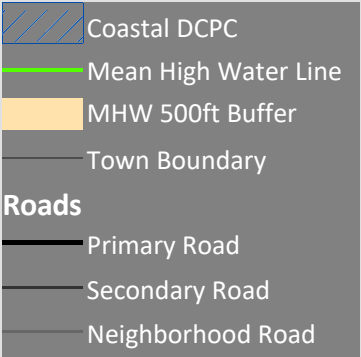 Coastal DCPC
Mean High Water Line
MHW 500ft Buffer
Town Boundary
Roads
Primary Road
Secondary Road
Neighborhood Road